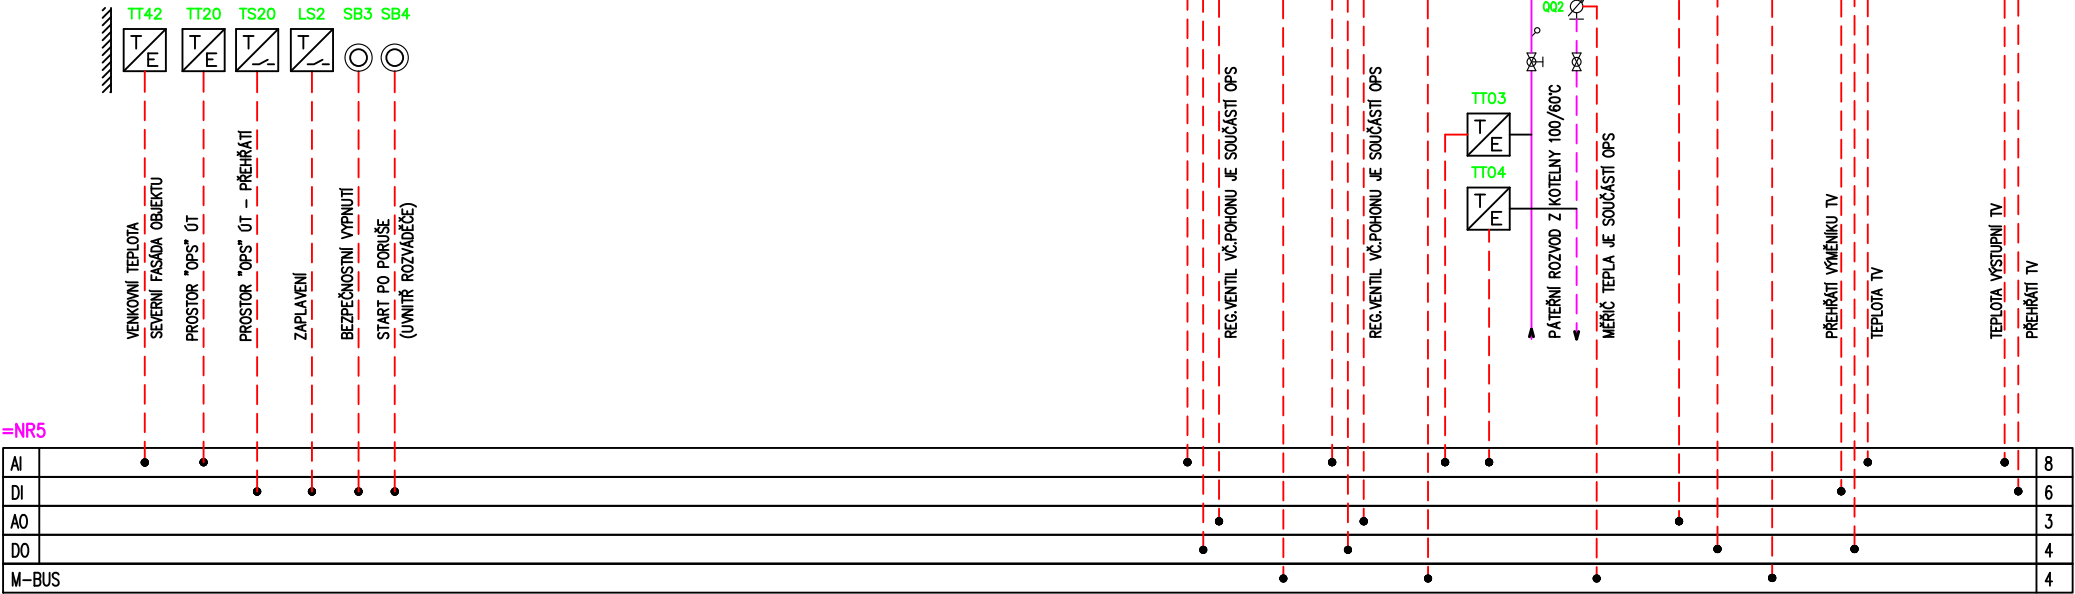 TT42 TT20 TS20 LS2 SB3 SB4
QQ2
T E
T E
T
T
TT03
T E
TT04
T E
VENKOVNÍ TEPLOTA
SEVERNÍ FASÁDA OBJEKTU
PROSTOR "OPS" ÚT
PROSTOR "OPS" ÚT - PŘEHŘÁTÍ
ZAPLAVENÍ
BEZPEČNOSTNÍ VYPNUTÍ
START PO PORUŠE
(UVNITŘ ROZVÁDĚČE)
REG.VENTIL VČ.POHONU JE SOUČÁSTÍ OPS
REG.VENTIL VČ.POHONU JE SOUČÁSTÍ OPS
PÁTEŘNÍ ROZVOD Z KOTELNY 100/60°C
MĚŘIČ TEPLA JE SOUČÁSTÍ OPS
PŘEHŘÁTÍ VÝMĚNÍKU TV
TEPLOTA TV
TEPLOTA VÝSTUPNÍ TV
PŘEHŘÁTÍ TV
=NR5
AI 8
DI 6
AO 3
DO 4
M-BUS 4